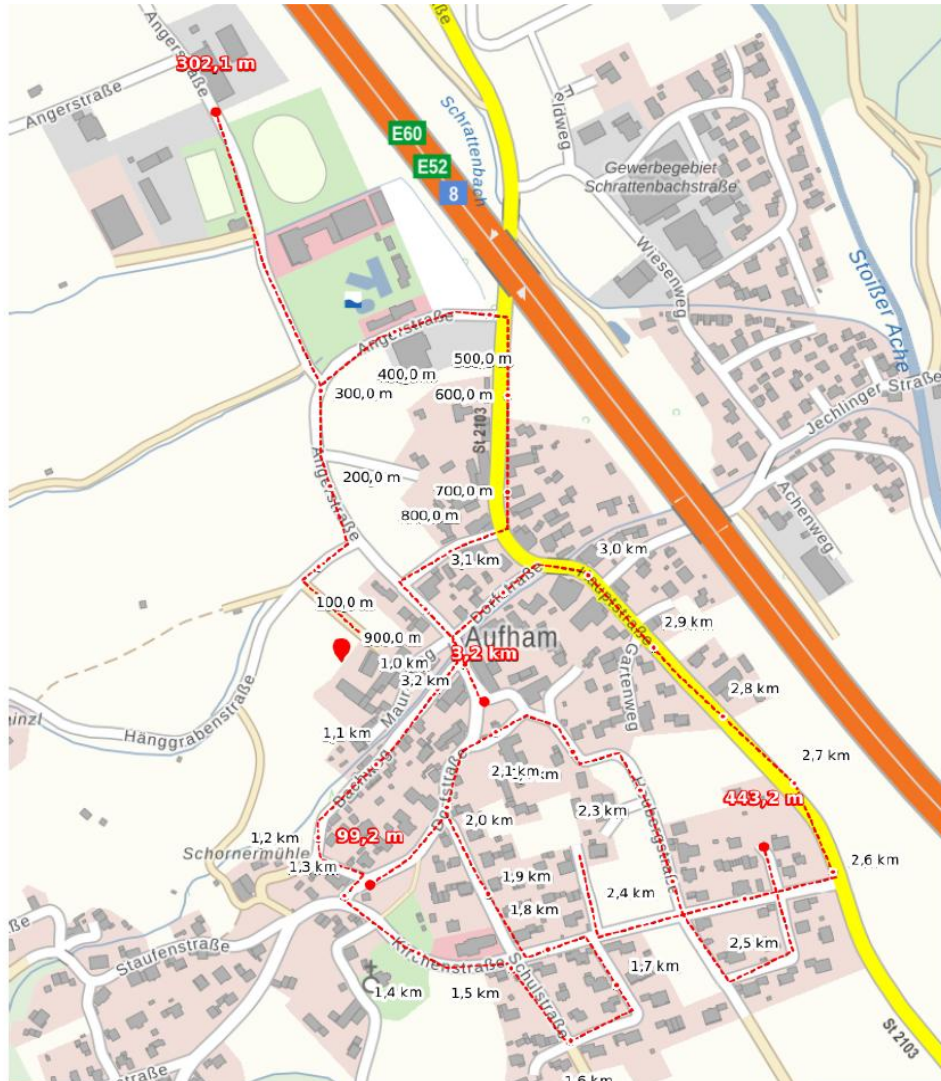 Angerstraße
302,1 m
Angerstraße
E60
E52
8
Schrattenbach
Feldweg
Gewerbegebiet
Schrattenbachstraße
Wiesenweg
Stoißer Ache
Angerstraße
500,0 m
400,0 m
300,0 m
600,0 m
Jechlinger Straße
St 2103
Angerstraße
200,0 m
700,0 m
800,0 m
Achenweg
3,1 km
3,0 km
Dorfstraße
Hauptstraße
100,0 m
900,0 m
Aufham
2,9 km
3,2 km
1,0 km
3,2 km
Gartenweg
2,8 km
Hänggrabenstraße
ainzl
1,1 km
Bachweg
2,1 km
2,7 km
443,2 m
Dorfstraße
2,3 km
2,0 km
99,2 m
1,2 km
Schornermühle
1,3 km
2,6 km
1,9 km
2,4 km
1,8 km
aße
Staufenstraße
Kirchenstraße
Schulstraße
2,5 km
1,7 km
1,4 km
1,5 km
St 2103
1,6 km